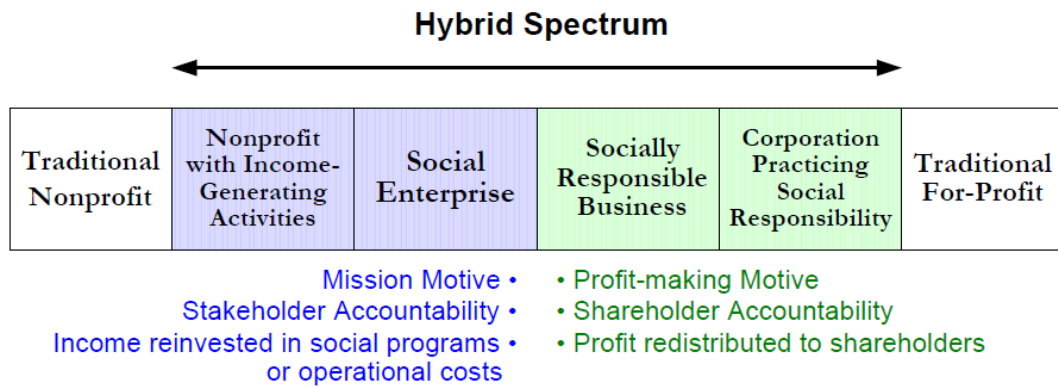 Hybrid Spectrum
Traditional
Nonprofit
Nonprofit
with Income-
Generating
Activities
Social
Enterprise
Socially
Responsible
Business
Corporation
Practicing
Social
Responsibility
Traditional
For-Profit
Mission Motive •
Stakeholder Accountability •
Income reinvested in social programs •
or operational costs
• Profit-making Motive
• Shareholder Accountability
• Profit redistributed to shareholders